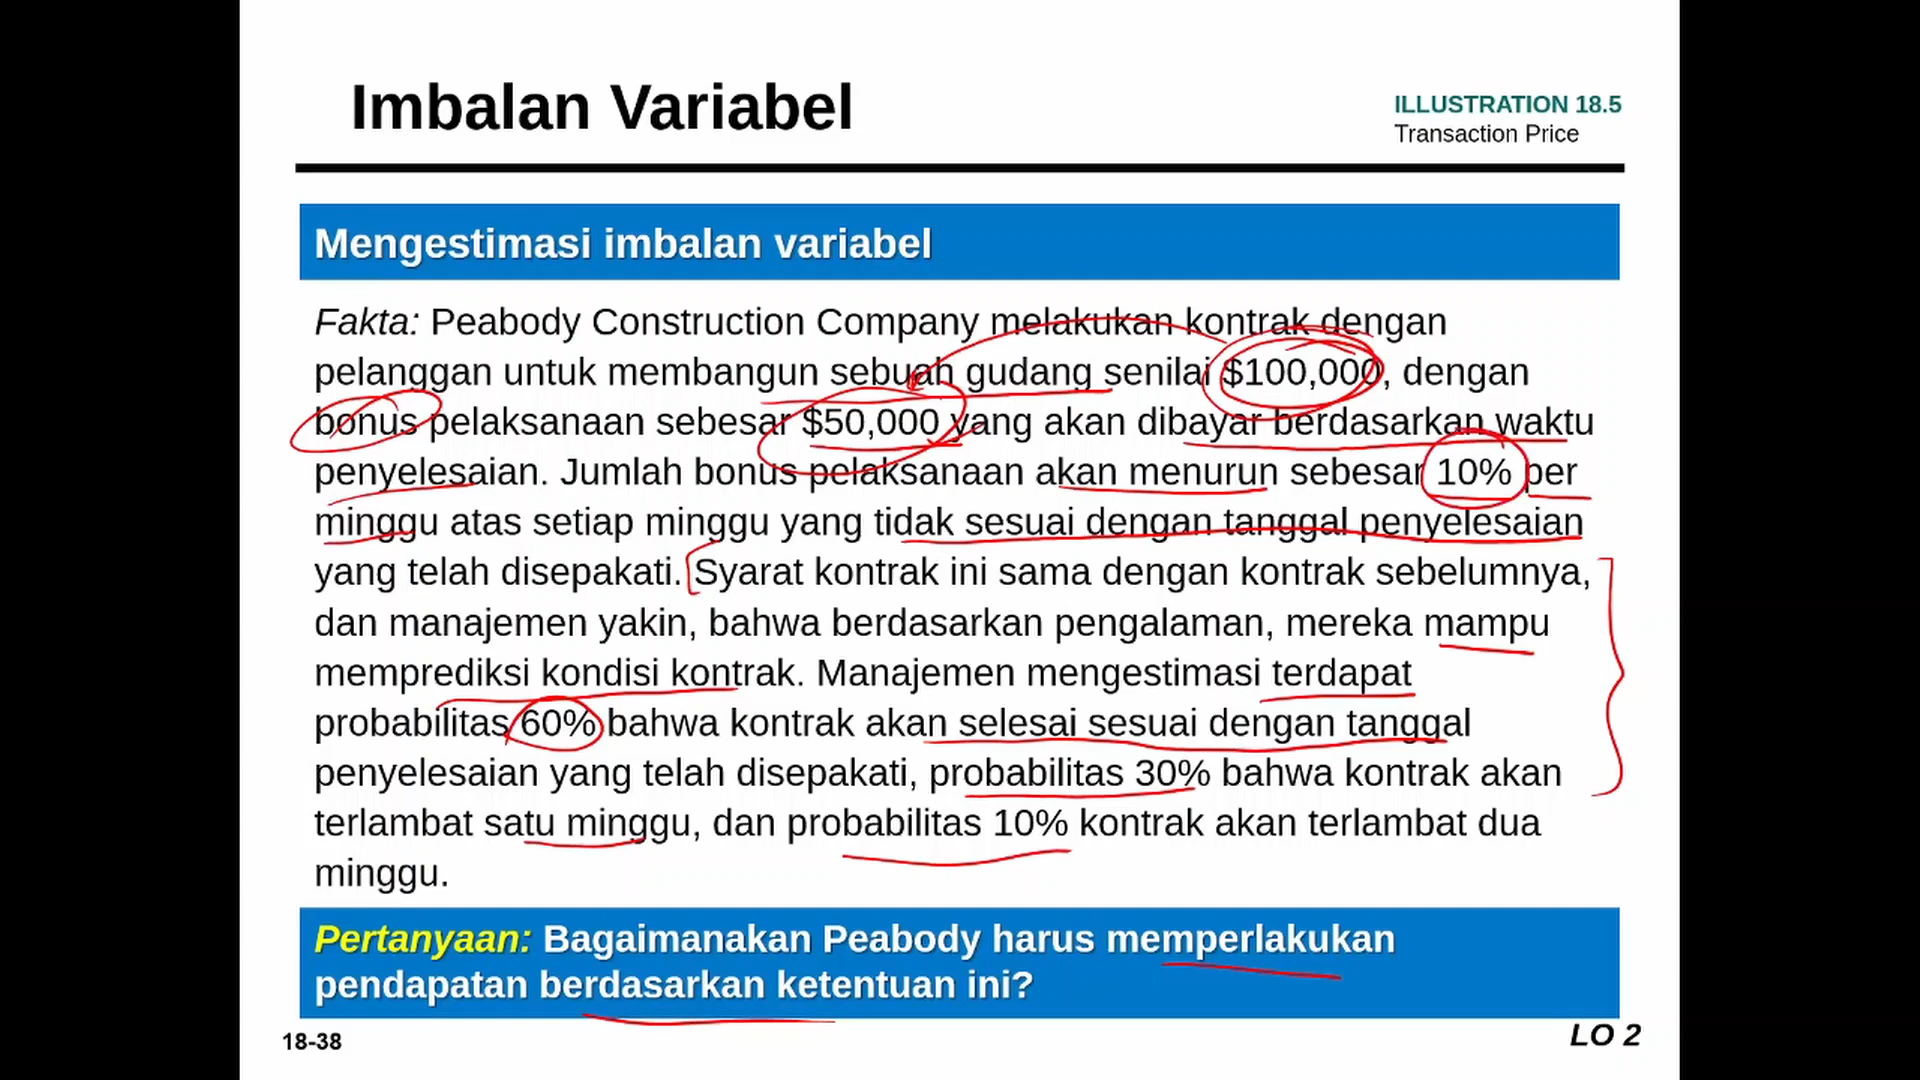 Imbalan Variabel
ILLUSTRATION 18.5
Transaction Price
Mengestimasi imbalan variabel
Fakta: Peabody Construction Company melakukan kontrak dengan
pelanggan untuk membangun sebuah gudang senilai $100,000, dengan
bonus pelaksanaan sebesar $50,000 yang akan dibayar berdasarkan waktu
penyelesaian. Jumlah bonus pelaksanaan akan menurun sebesar 10% per
minggu atas setiap minggu yang tidak sesuai dengan tanggal penyelesaian
yang telah disepakati. Syarat kontrak ini sama dengan kontrak sebelumnya,
dan manajemen yakin, bahwa berdasarkan pengalaman, mereka mampu
memprediksi kondisi kontrak. Manajemen mengestimasi terdapat
probabilitas 60% bahwa kontrak akan selesai sesuai dengan tanggal
penyelesaian yang telah disepakati, probabilitas 30% bahwa kontrak akan
terlambat satu minggu, dan probabilitas 10% kontrak akan terlambat dua
minggu.
Pertanyaan: Bagaimanakan Peabody harus memperlakukan
pendapatan berdasarkan ketentuan ini?
18-38
LO 2